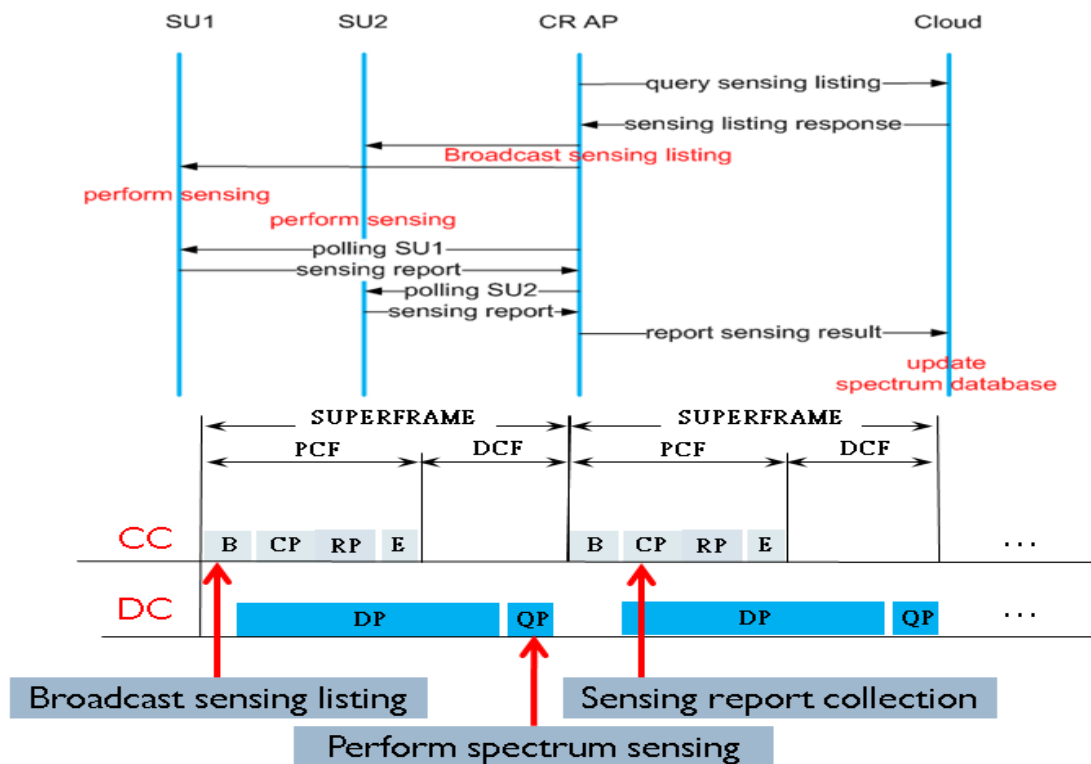 SU1 SU2 CR AP Cloud
query sensing listing
sensing listing response
Broadcast sensing listing
perform sensing
perform sensing
polling SU1
sensing report
polling SU2
sensing report
report sensing result
update
spectrum database
SUPERFRAME SUPERFRAME
PCF DCF PCF DCF
CC B CP RP E B CP RP E ...
DC DP QP DP QP ...
Broadcast sensing listing Sensing report collection
Perform spectrum sensing